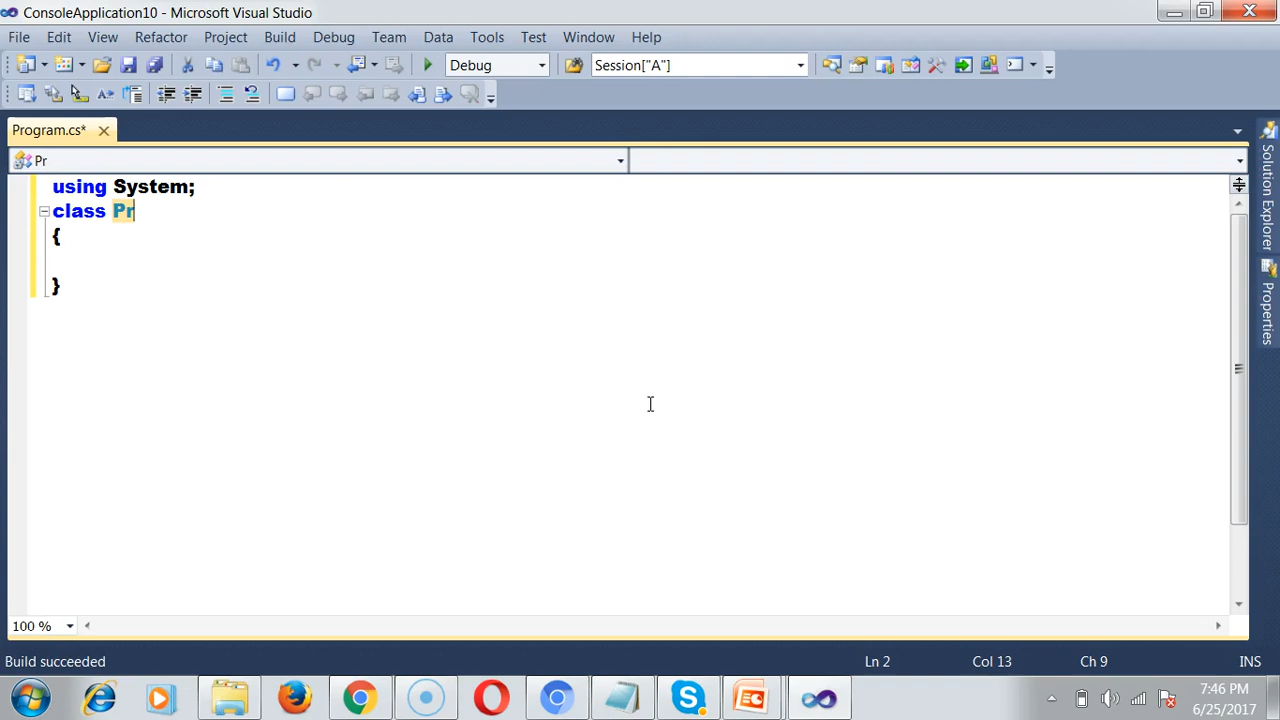 ConsoleApplication10 - Microsoft Visual Studio
File Edit View Refactor Project Build Debug Team Data Tools Test Window Help
Debug Session["A"]
Program.cs*
Pr
using System;
class Pr
{
}
Solution Explorer
Properties
100 %
Build succeeded Ln 2 Col 13 Ch 9 INS
7:46 PM
6/25/2017